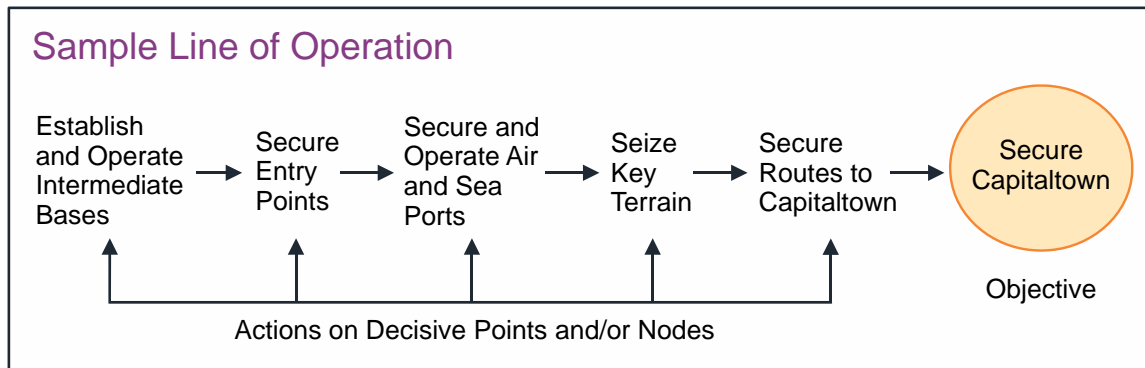 Sample Line of Operation
Establish
and Operate
Intermediate
Bases
Secure
Entry
Points
Secure and
Operate Air
and Sea
Ports
Seize
Key
Terrain
Secure
Routes to
Capitaltown
Secure
Capitaltown
Objective
Actions on Decisive Points and/or Nodes